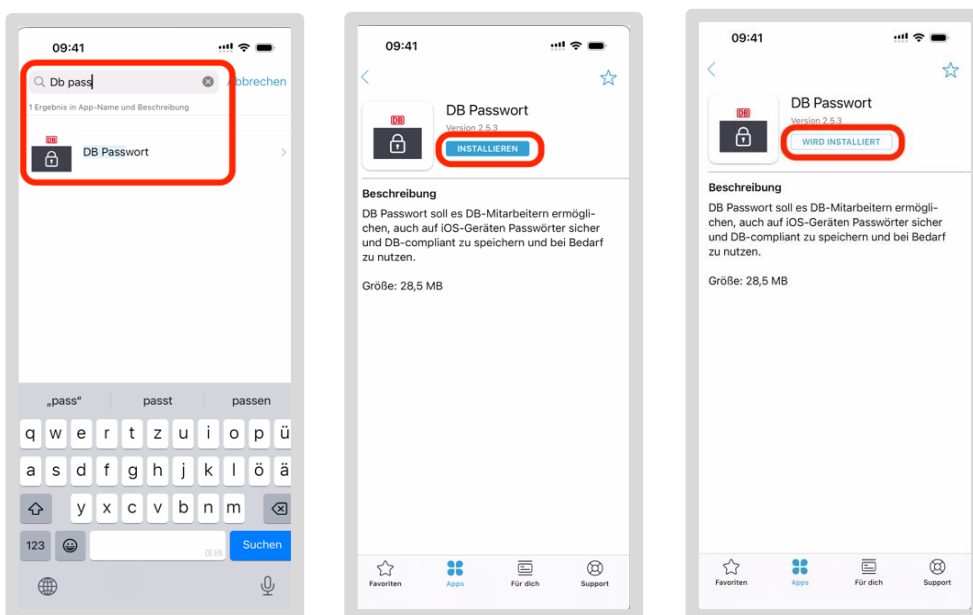 09:41
Db pass
Abbrechen
1 Ergebnis in App-Name und Beschreibung
DB
DB Passwort
„pass“
passt
passen
q w e r t z u i o p ü
a s d f g h j k l ö ä
y x c v b n m
123
DE EN
Suchen
09:41
DB
DB Passwort
Version 2.5.3
INSTALLIEREN
Beschreibung
DB Passwort soll es DB-Mitarbeitern ermögli-
chen, auch auf iOS-Geräten Passwörter sicher
und DB-compliant zu speichern und bei Bedarf
zu nutzen.
Größe: 28,5 MB
Favoriten
Apps
Für dich
Support
09:41
DB
DB Passwort
Version 2.5.3
WIRD INSTALLIERT
Beschreibung
DB Passwort soll es DB-Mitarbeitern ermögli-
chen, auch auf iOS-Geräten Passwörter sicher
und DB-compliant zu speichern und bei Bedarf
zu nutzen.
Größe: 28,5 MB
Favoriten
Apps
Für dich
Support